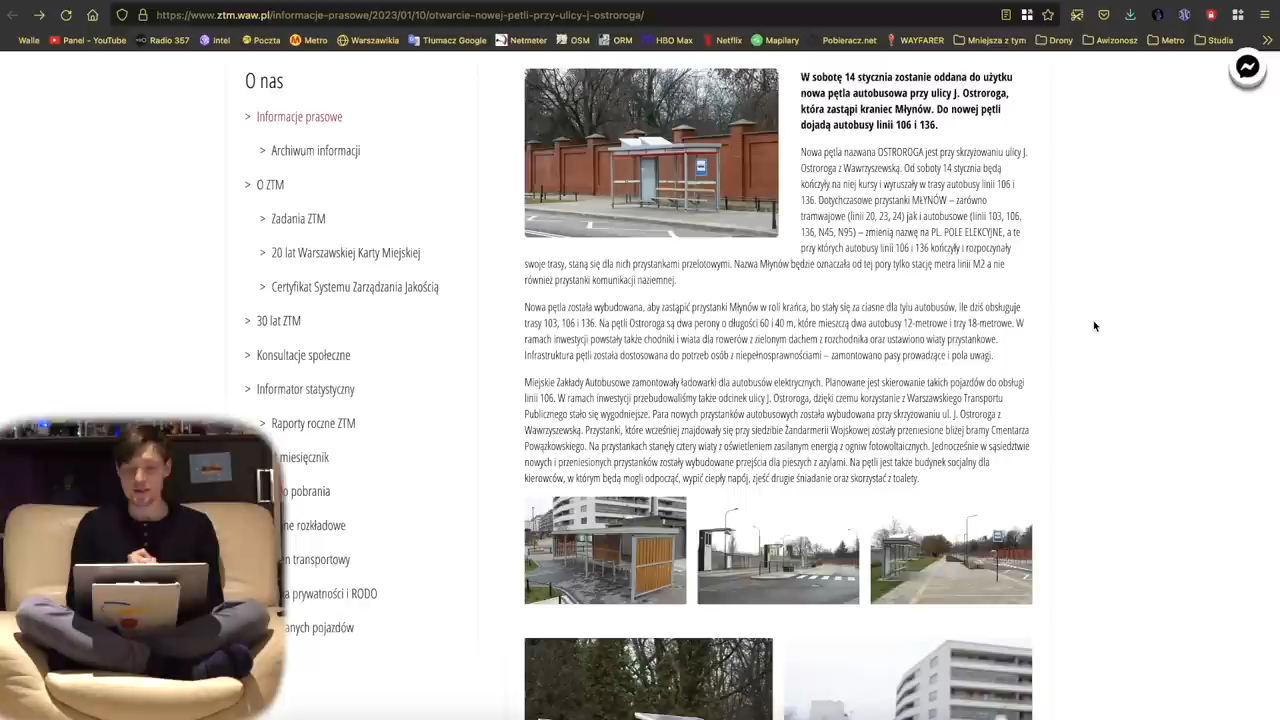 https://www.ztm.waw.pl/informacje-prasowe/2023/01/10/otwarcie-nowej-petli-przy-ulicy-j-ostroroga/
Walle Panel - YouTube Radio 357 Intel Poczta Metro Warszawikia Tłumacz Google Netmeter OSM ORM HBO Max Netflix Mapilary Pobieracz.net WAYFARER Mniejsza z tym Drony Awizonosz Metro Studia
O nas
> Informacje prasowe
> Archiwum informacji
> O ZTM
> Zadania ZTM
> 20 lat Warszawskiej Karty Miejskiej
> Certyfikat Systemu Zarządzania Jakością
> 30 lat ZTM
> Konsultacje społeczne
> Informator statystyczny
> Raporty roczne ZTM
miesięcznik
o pobrania
ne rozkładowe
en transportowy
a prywatności i RODO
anych pojazdów
W sobotę 14 stycznia zostanie oddana do użytku
nowa pętla autobusowa przy ulicy J. Ostroroga,
która zastąpi kraniec Młynów. Do nowej pętli
dojadą autobusy linii 106 i 136.
Nowa pętla nazwana OSTROROGA jest przy skrzyżowaniu ulicy J.
Ostroroga z Wawrzyszewską. Od soboty 14 stycznia będą
kończyły na niej kursy i wyruszały w trasy autobusy linii 106 i
136. Dotychczasowe przystanki MŁYNÓW – zarówno
tramwajowe (linii 20, 23, 24) jak i autobusowe (linii 103, 106,
136, N45, N95) – zmienią nazwę na PL. POLE ELEKCYJNE, a te
przy których autobusy linii 106 i 136 kończyły i rozpoczynały
swoje trasy, staną się dla nich przystankami przelotowymi. Nazwa Młynów będzie oznaczała od tej pory tylko stację metra linii M2 a nie
również przystanki komunikacji naziemnej.
Nowa pętla została wybudowana, aby zastąpić przystanki Młynów w roli krańca, bo stały się za ciasne dla tylu autobusów, ile dziś obsługuje
trasy 103, 106 i 136. Na pętli Ostroroga są dwa perony o długości 60 i 40 m, które mieszczą dwa autobusy 12-metrowe i trzy 18-metrowe. W
ramach inwestycji powstały także chodniki i wiata dla rowerów z zielonym dachem z rozchodnika oraz ustawiono wiaty przystankowe.
Infrastruktura pętli została dostosowana do potrzeb osób z niepełnosprawnościami – zamontowano pasy prowadzące i pola uwagi.
Miejskie Zakłady Autobusowe zamontowały ładowarki dla autobusów elektrycznych. Planowane jest skierowanie takich pojazdów do obsługi
linii 106. W ramach inwestycji przebudowaliśmy także odcinek ulicy J. Ostroroga, dzięki czemu korzystanie z Warszawskiego Transportu
Publicznego stało się wygodniejsze. Para nowych przystanków autobusowych została wybudowana przy skrzyżowaniu ul. J. Ostroroga z
Wawrzyszewską. Przystanki, które wcześniej znajdowały się przy siedzibie Żandarmerii Wojskowej zostały przeniesione bliżej bramy Cmentarza
Powązkowskiego. Na przystankach stanęły cztery wiaty z oświetleniem zasilanym energią z ogniw fotowoltaicznych. Jednocześnie w sąsiedztwie
nowych i przeniesionych przystanków zostały wybudowane przejścia dla pieszych z azylami. Na pętli jest także budynek socjalny dla
kierowców, w którym będą mogli odpocząć, wypić ciepły napój, zjeść drugie śniadanie oraz skorzystać z toalety.